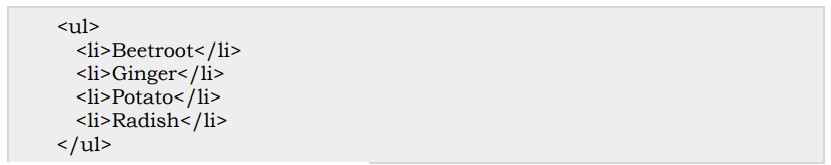 <ul>
<li>Beetroot</li>
<li>Ginger</li>
<li>Potato</li>
<li>Radish</li>
</ul>